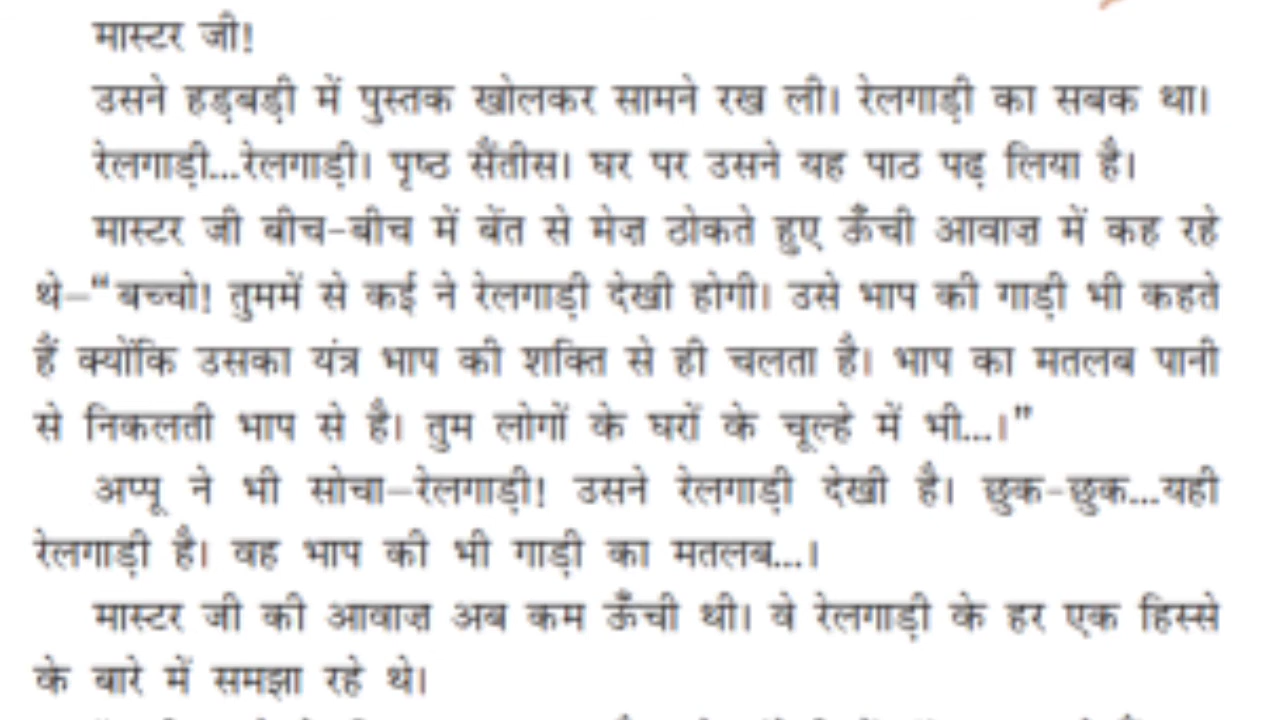 मास्टर जी!
उसने हड़बड़ी में पुस्तक खोलकर सामने रख ली। रेलगाड़ी का सबक था।
रेलगाड़ी...रेलगाड़ी। पृष्ठ सैंतीस। घर पर उसने यह पाठ पढ़ लिया है।
मास्टर जी बीच-बीच में बेंत से मेज़ ठोकते हुए ऊँची आवाज़ में कह रहे
थे–“बच्चो! तुममें से कई ने रेलगाड़ी देखी होगी। उसे भाप की गाड़ी भी कहते
हैं क्योंकि उसका यंत्र भाप की शक्ति से ही चलता है। भाप का मतलब पानी
से निकलती भाप से है। तुम लोगों के घरों के चूल्हे में भी...।”
अप्पू ने भी सोचा–रेलगाड़ी! उसने रेलगाड़ी देखी है। छुक-छुक...यही
रेलगाड़ी है। वह भाप की भी गाड़ी का मतलब...।
मास्टर जी की आवाज़ अब कम ऊँची थी। वे रेलगाड़ी के हर एक हिस्से
के बारे में समझा रहे थे।